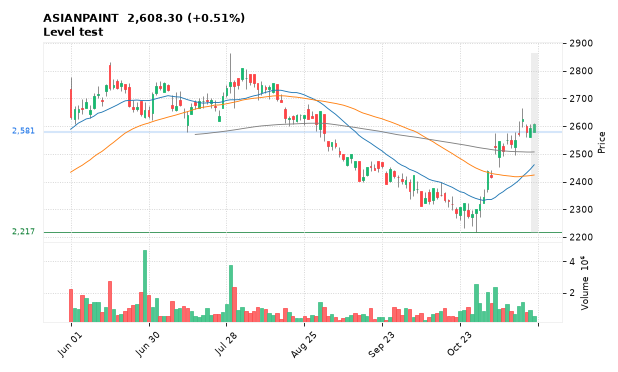 ASIANPAINT  2,608.30 (+0.51%)
Level test
2900
2800
2700
2600
2500
2400
2300
2200
Price
2,581
2,217
4
2
Volume 10⁶
Jun 01
Jun 30
Jul 28
Aug 25
Sep 23
Oct 23